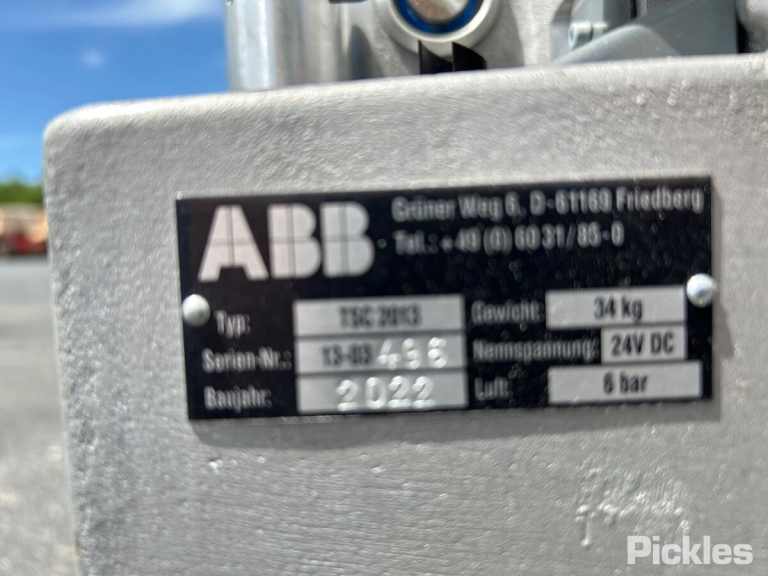 ABB
Grüner Weg 6, D-61169 Friedberg
Tel.: +49 (0) 60 31/85-0
Typ: TSC 2013 Gewicht: 34 kg
Serien-Nr.: 13-03 496 Nennspannung: 24V DC
Baujahr: 2022 Luft: 6 bar
Pickles